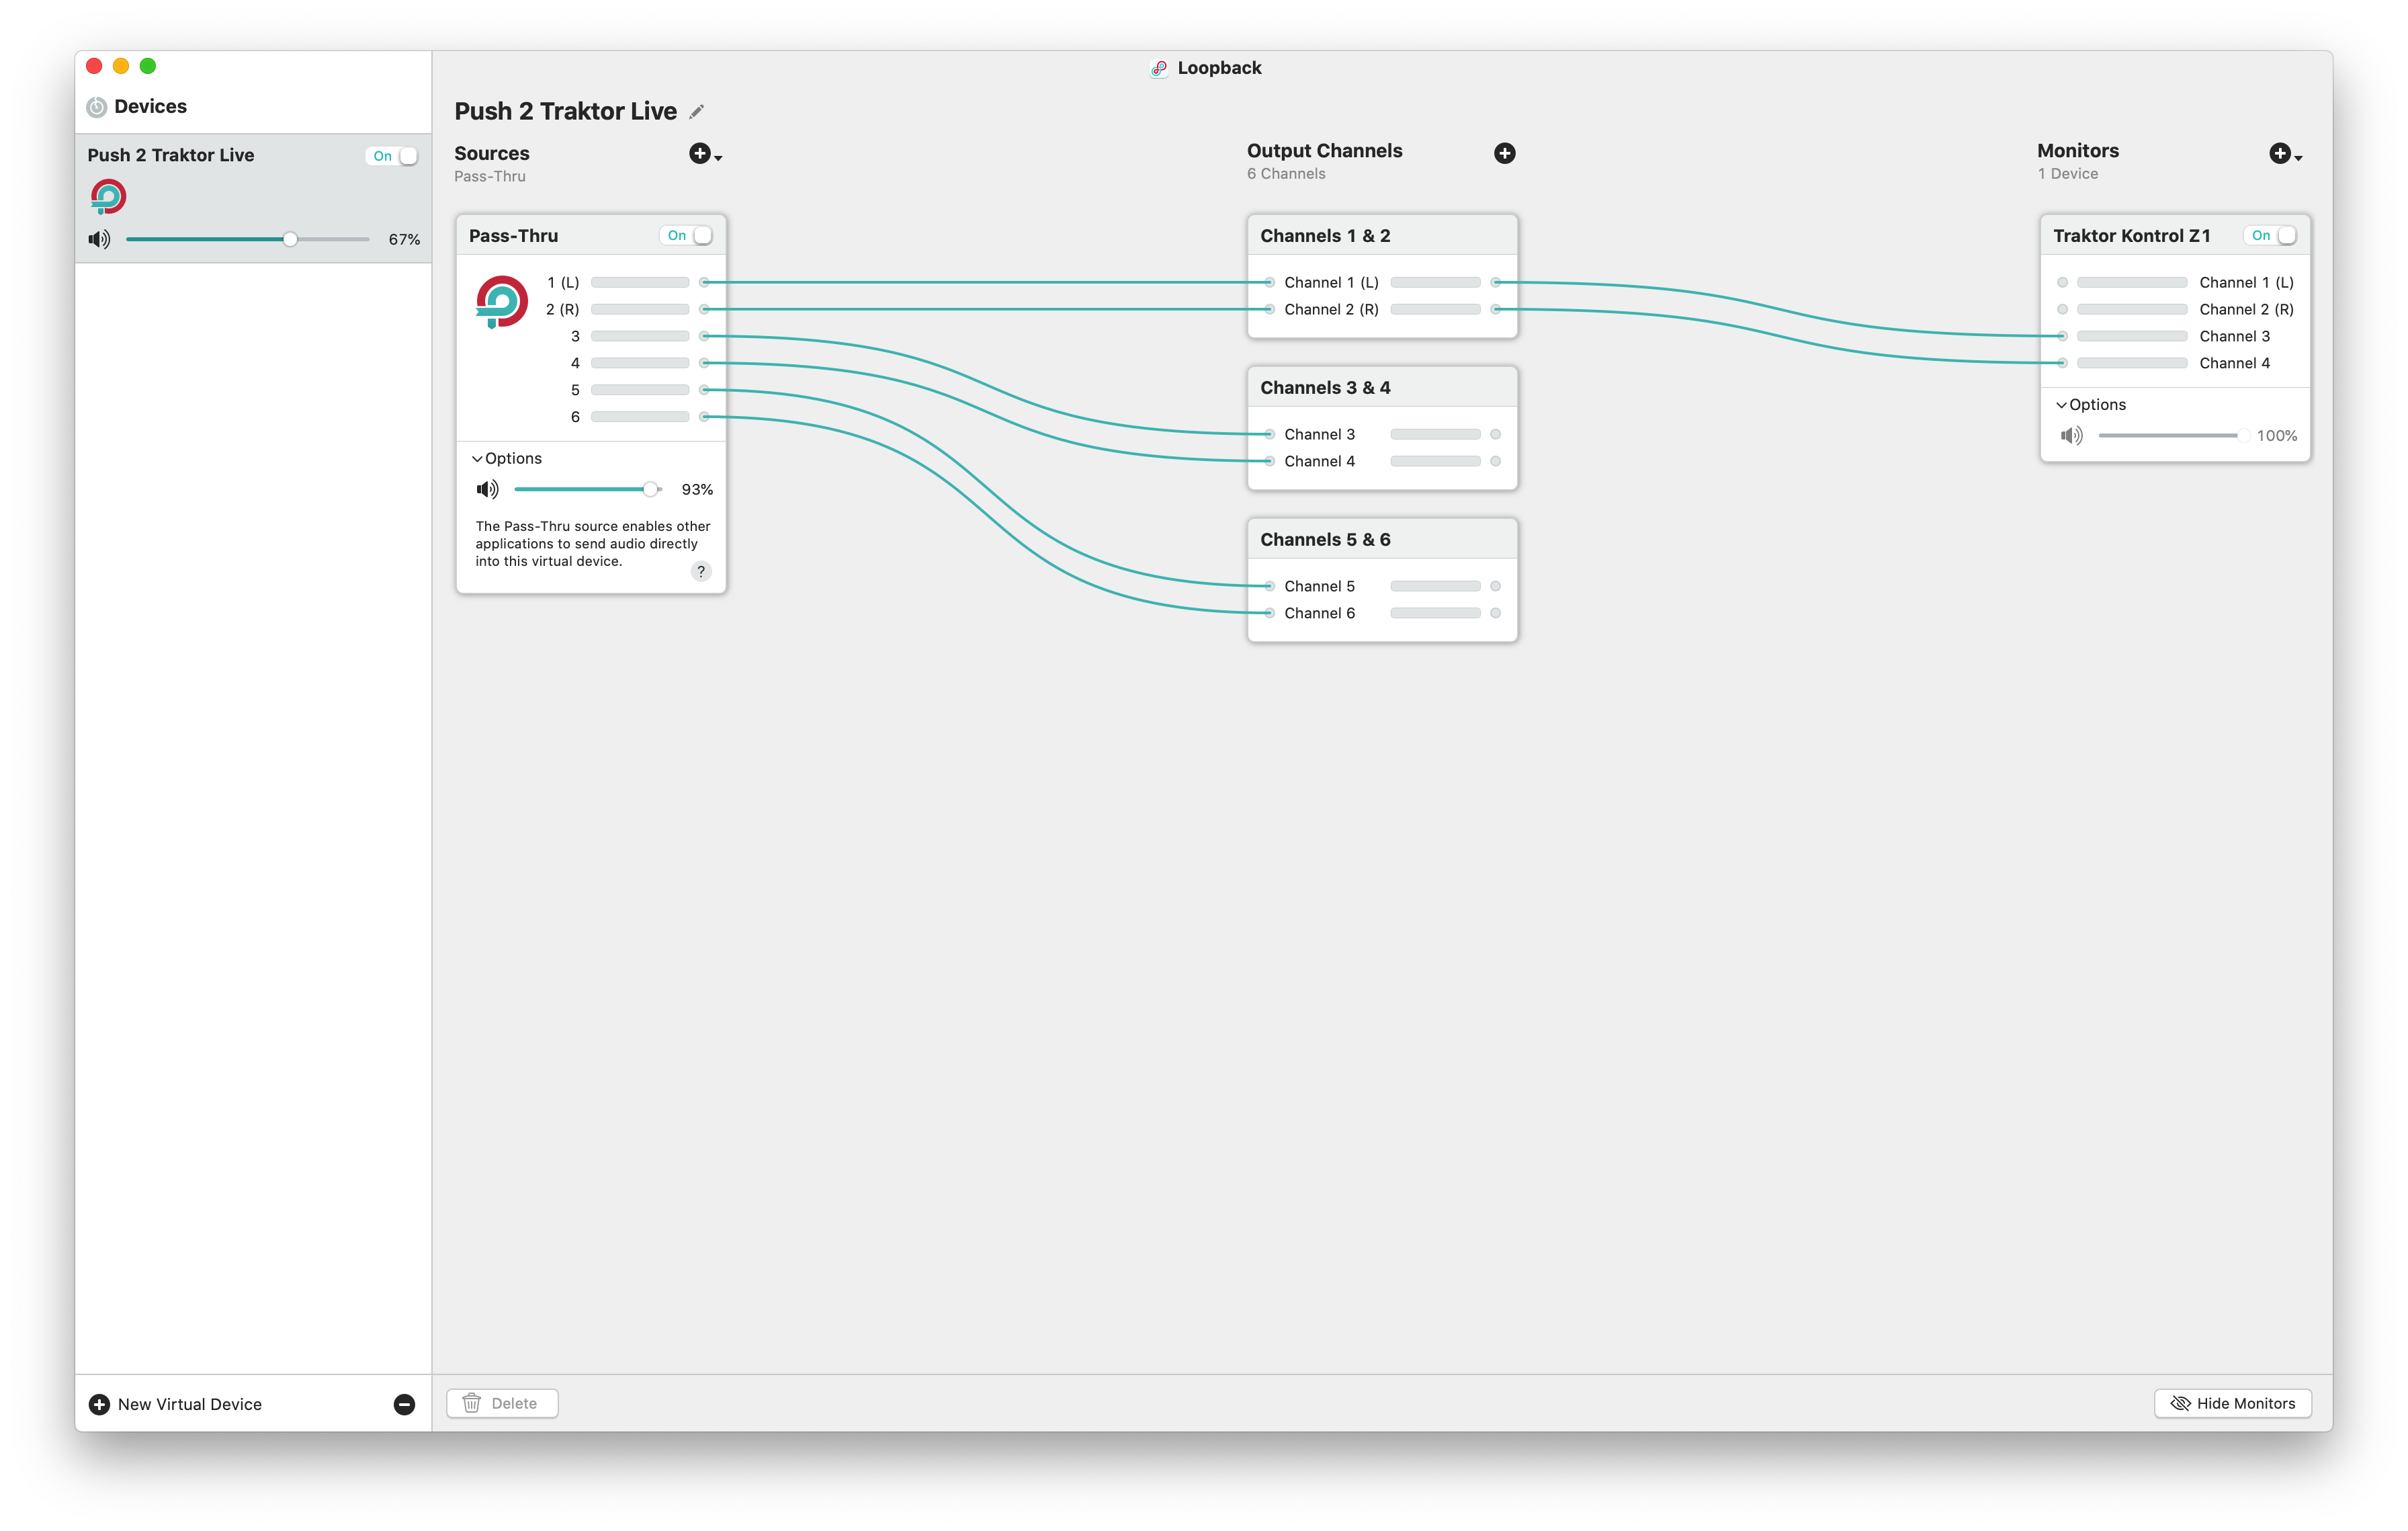 Loopback
Devices
Push 2 Traktor Live
On
67%
New Virtual Device
Push 2 Traktor Live
Sources
Pass-Thru
Pass-Thru
On
1 (L)
2 (R)
3
4
5
6
Options
93%
The Pass-Thru source enables other
applications to send audio directly
into this virtual device.
?
Output Channels
6 Channels
Channels 1 & 2
Channel 1 (L)
Channel 2 (R)
Channels 3 & 4
Channel 3
Channel 4
Channels 5 & 6
Channel 5
Channel 6
Monitors
1 Device
Traktor Kontrol Z1
On
Channel 1 (L)
Channel 2 (R)
Channel 3
Channel 4
Options
100%
Delete
Hide Monitors